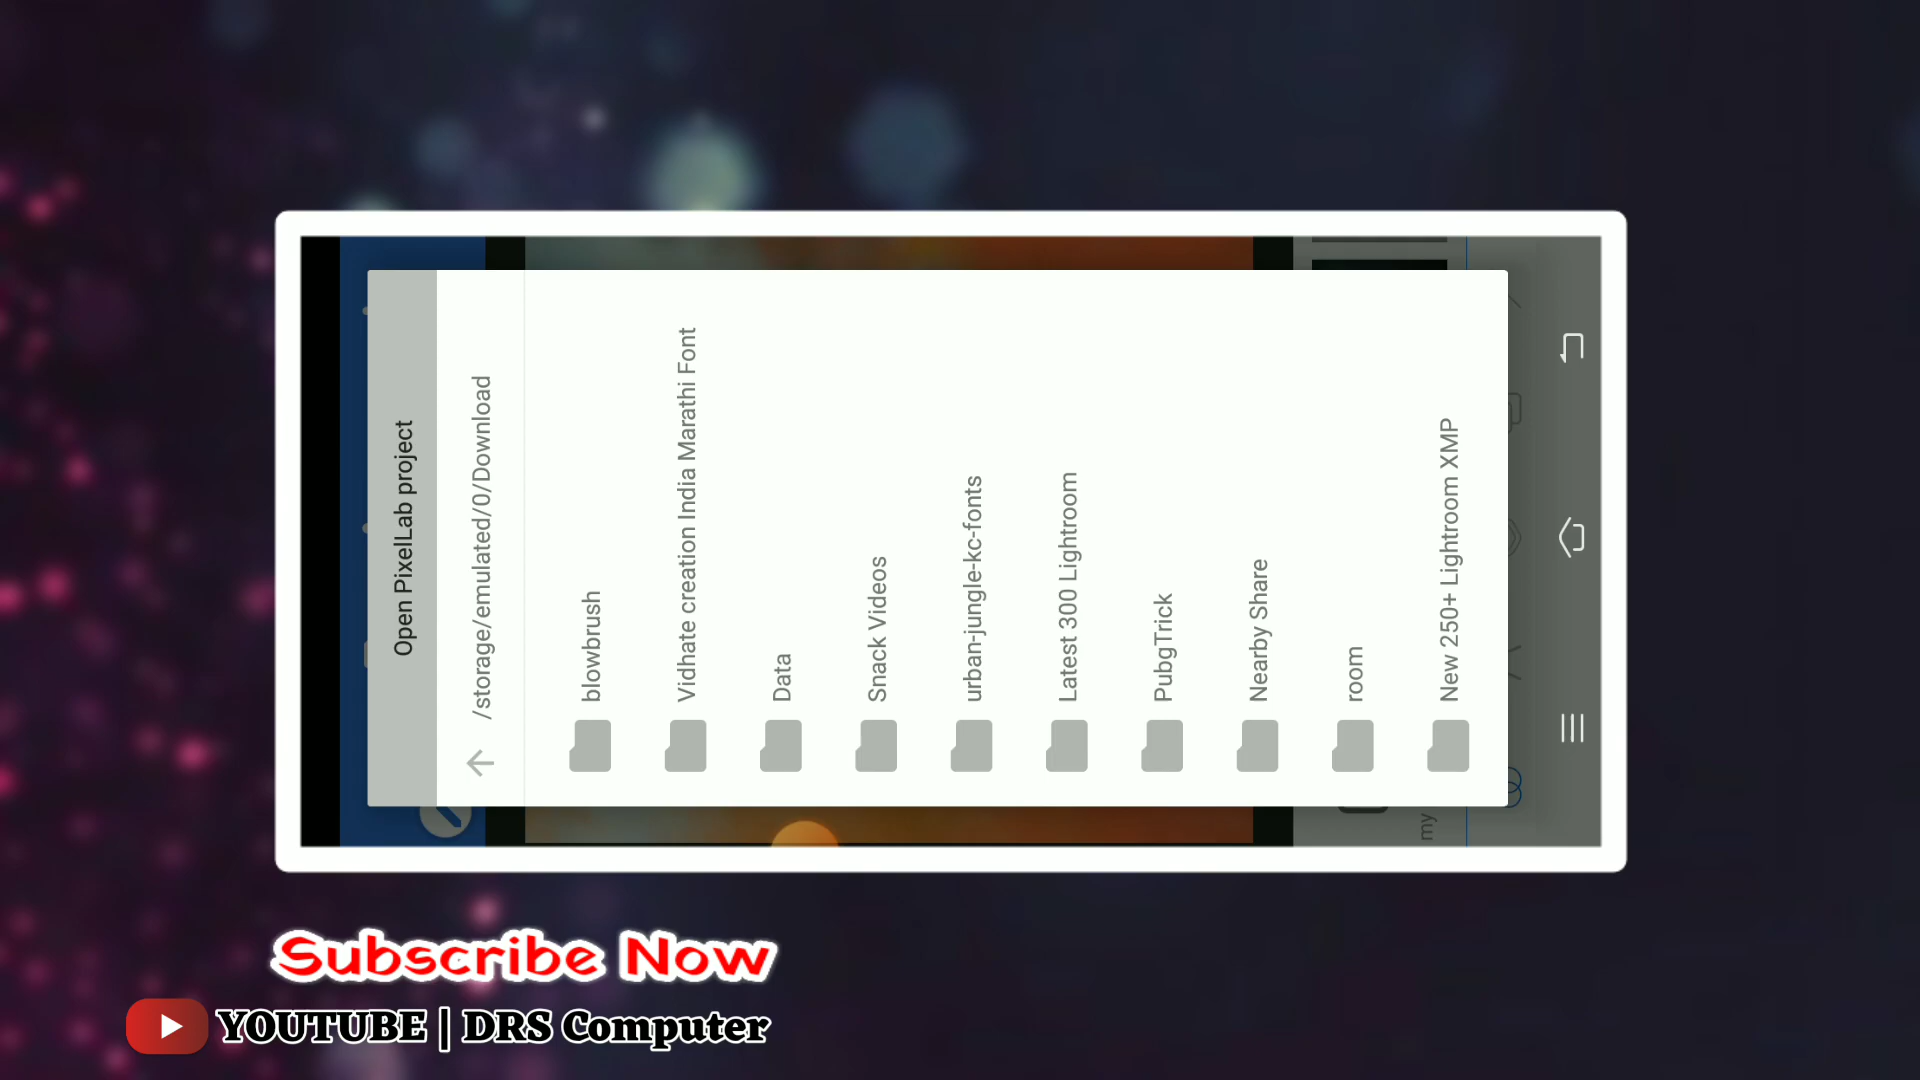 Open PixelLab project
/storage/emulated/0/Download
blowbrush
Vidhate creation India Marathi Font
Data
Snack Videos
urban-jungle-kc-fonts
Latest 300 Lightroom
PubgTrick
Nearby Share
room
New 250+ Lightroom XMP
my
Subscribe Now
YOUTUBE | DRS Computer